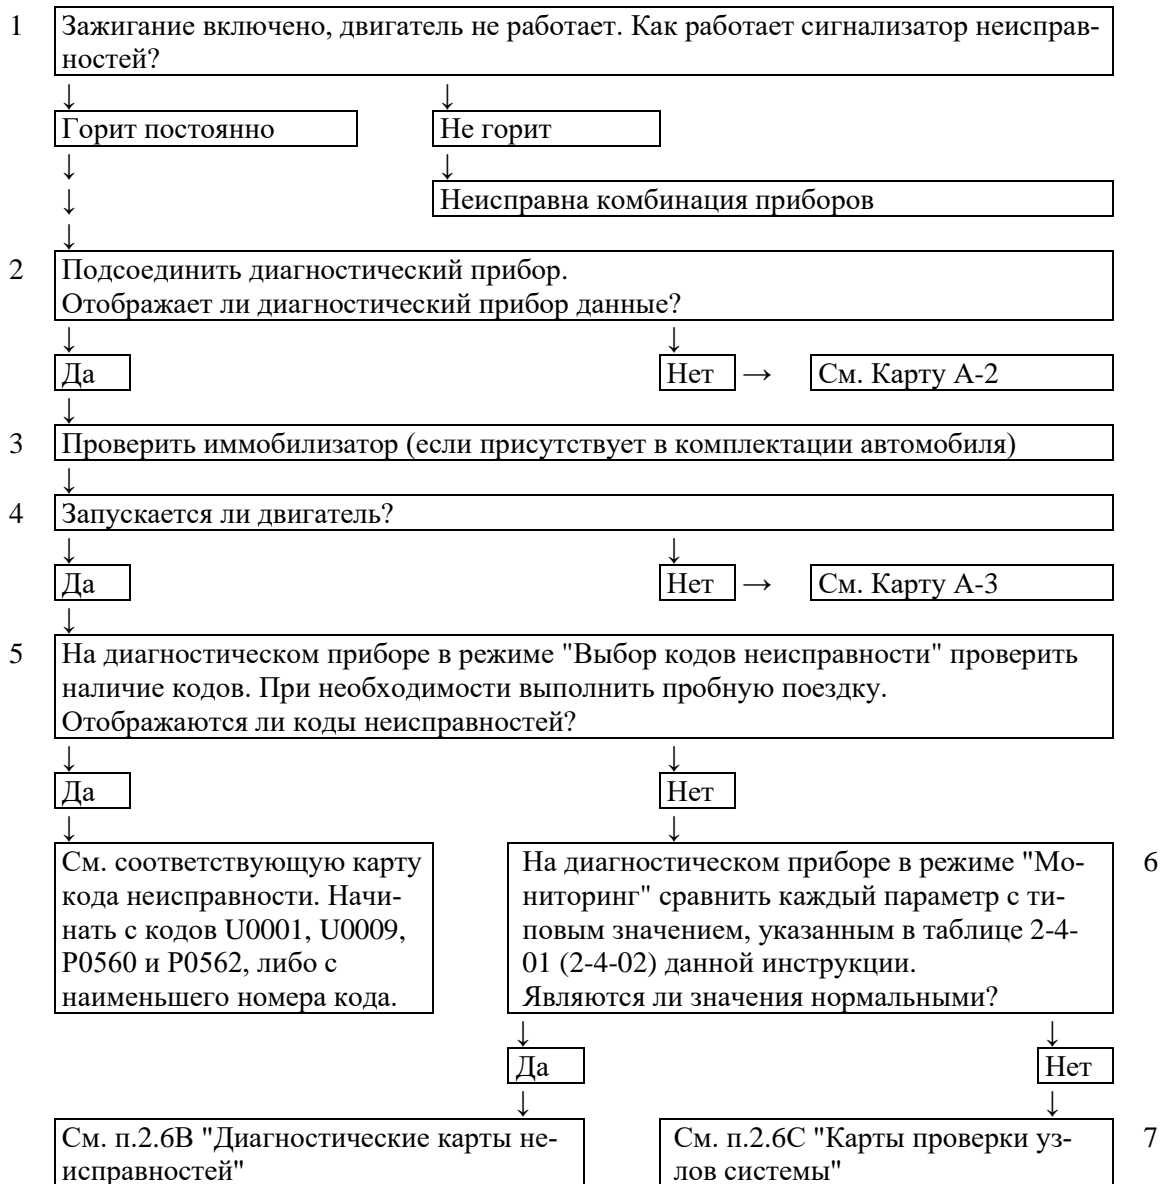 1 Зажигание включено, двигатель не работает. Как работает сигнализатор неисправ-
ностей?
↓ ↓
Горит постоянно Не горит
↓ ↓
↓ Неисправна комбинация приборов
↓
2 Подсоединить диагностический прибор.
Отображает ли диагностический прибор данные?
↓ ↓
Да Нет → См. Карту А-2
↓
3 Проверить иммобилизатор (если присутствует в комплектации автомобиля)
↓
4 Запускается ли двигатель?
↓ ↓
Да Нет → См. Карту А-3
↓
5 На диагностическом приборе в режиме "Выбор кодов неисправности" проверить
наличие кодов. При необходимости выполнить пробную поездку.
Отображаются ли коды неисправностей?
↓ ↓
Да Нет
↓ ↓
См. соответствующую карту
кода неисправности. Начи-
нать с кодов U0001, U0009,
P0560 и P0562, либо с
наименьшего номера кода.
На диагностическом приборе в режиме "Мо- 6
ниторинг" сравнить каждый параметр с ти-
повым значением, указанным в таблице 2-4-
01 (2-4-02) данной инструкции.
Являются ли значения нормальными?
↓ ↓
Да Нет
↓ ↓
См. п.2.6В "Диагностические карты не-
исправностей"
См. п.2.6С "Карты проверки уз- 7
лов системы"